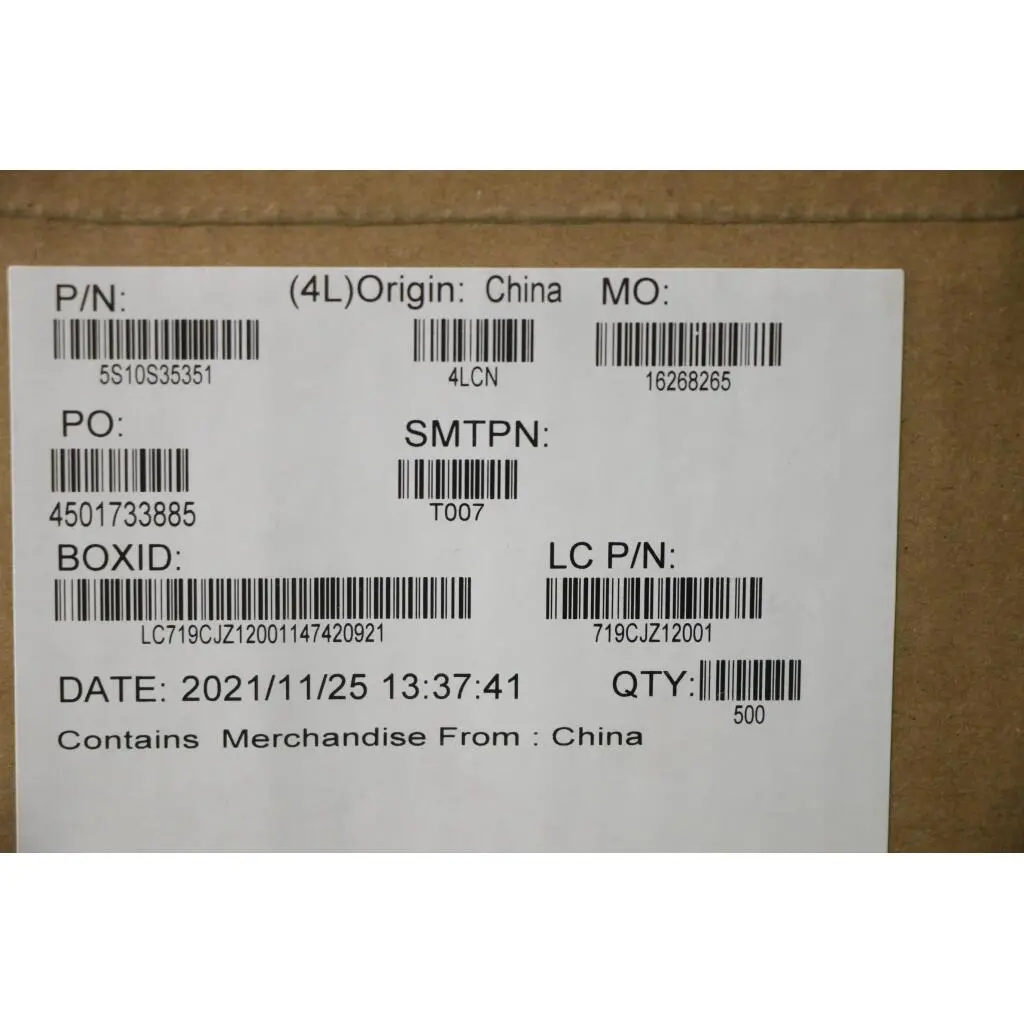 P/N: (4L)Origin: China MO:
5S10S35351 4LCN 16268265
PO: SMTPN:
4501733885 T007
BOXID: LC P/N:
LC719CJZ12001147420921 719CJZ12001
DATE: 2021/11/25 13:37:41 QTY:
500
Contains Merchandise From : China